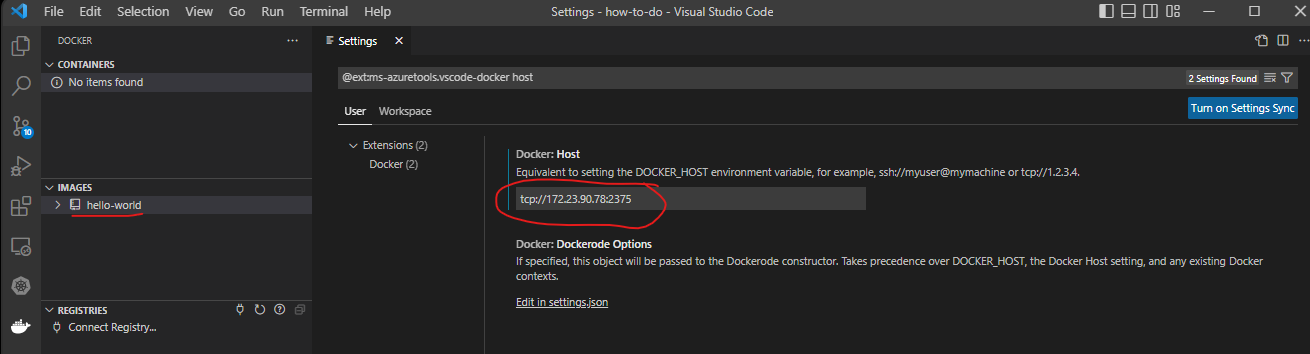 File Edit Selection View Go Run Terminal Help Settings - how-to-do - Visual Studio Code
DOCKER
CONTAINERS
No items found
IMAGES
hello-world
REGISTRIES
Connect Registry...
10
Settings
@ext:ms-azuretools.vscode-docker host
2 Settings Found
User Workspace
Turn on Settings Sync
Extensions (2)
Docker (2)
Docker: Host
Equivalent to setting the DOCKER_HOST environment variable, for example, ssh://myuser@mymachine or tcp://1.2.3.4.
tcp://172.23.90.78:2375
Docker: Dockerode Options
If specified, this object will be passed to the Dockerode constructor. Takes precedence over DOCKER_HOST, the Docker Host setting, and any existing Docker
contexts.
Edit in settings.json